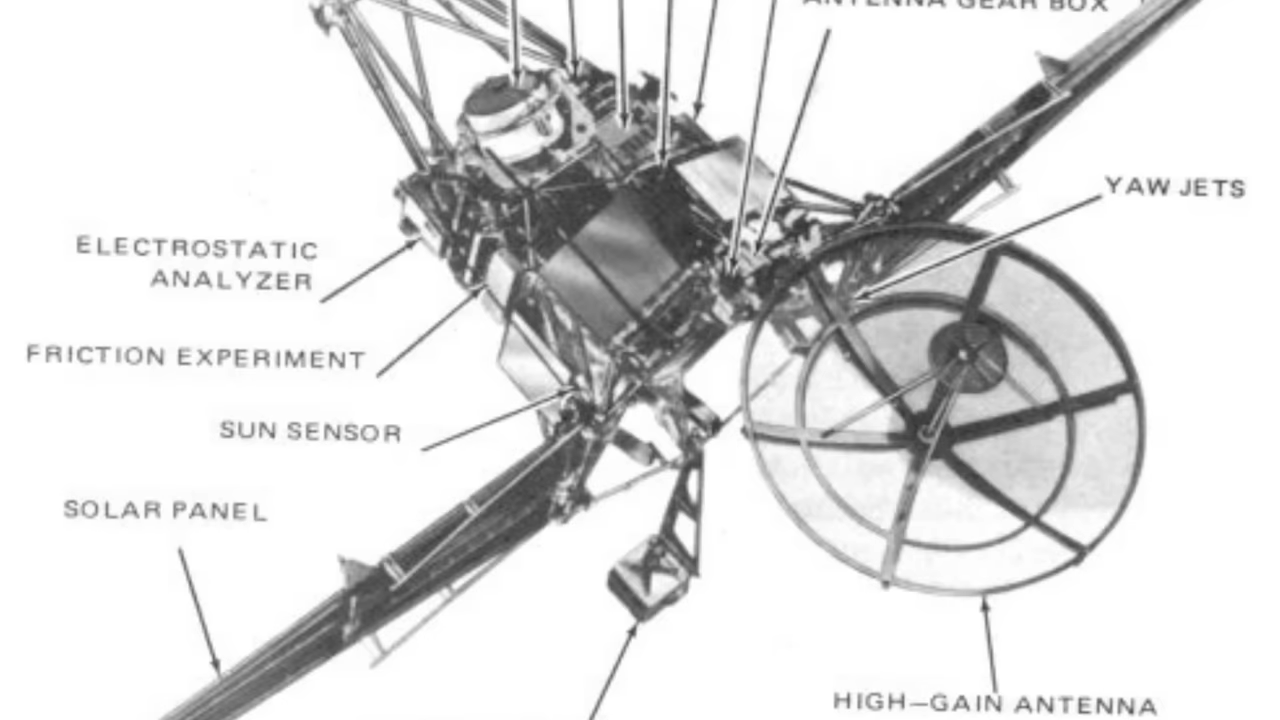 ANTENNA GEAR BOX
YAW JETS
ELECTROSTATIC
ANALYZER
FRICTION EXPERIMENT
SUN SENSOR
SOLAR PANEL
HIGH–GAIN ANTENNA